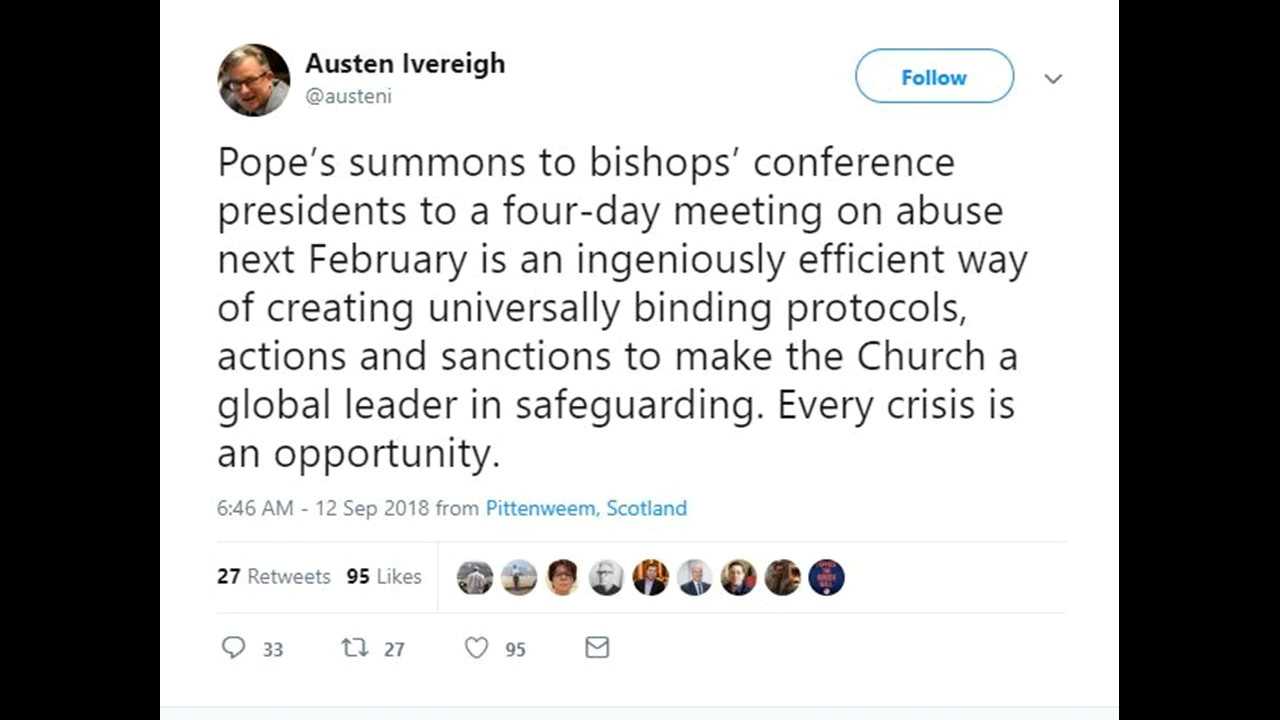 Austen Ivereigh
@austeni
Follow
Pope’s summons to bishops’ conference
presidents to a four-day meeting on abuse
next February is an ingeniously efficient way
of creating universally binding protocols,
actions and sanctions to make the Church a
global leader in safeguarding. Every crisis is
an opportunity.
6:46 AM - 12 Sep 2018 from Pittenweem, Scotland
27 Retweets 95 Likes
33 27 95